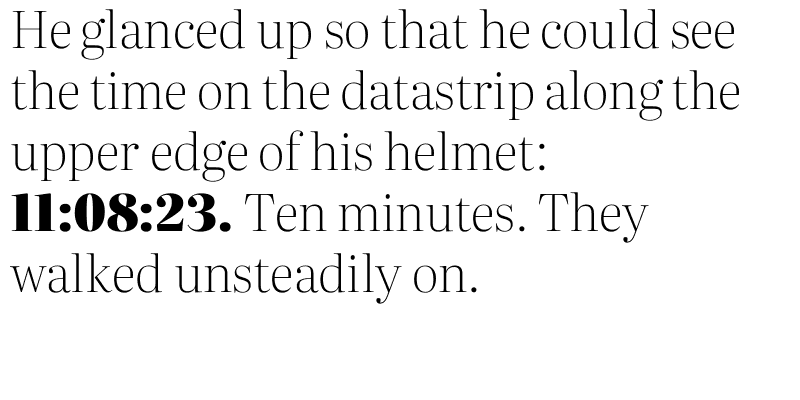 He glanced up so that he could see
the time on the datastrip along the
upper edge of his helmet:
11:08:23. Ten minutes. They
walked unsteadily on.